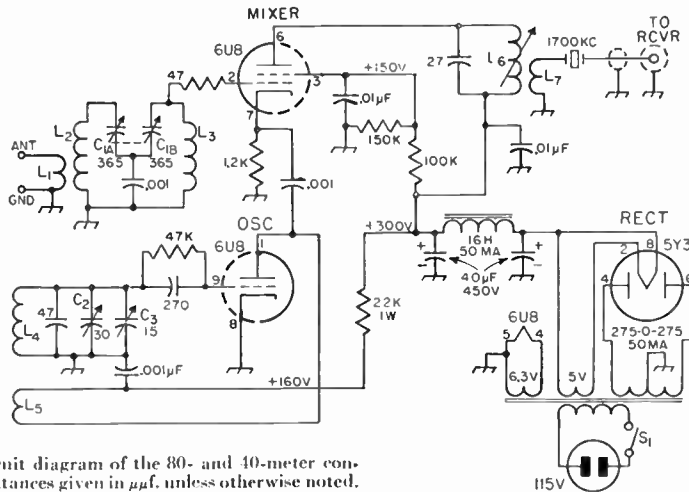 MIXER
6U8
6
2
3
7
47
+150V
.01µF
150K
100K
1.2K
.001
27
L6
L7
1700KC
TO
RCVR
.01µF
ANT
GND
L1
L2
C1A
365
C1B
365
L3
.001
OSC
6U8
1
9
8
47K
270
L4
47
C2
30
C3
15
.001µF
L5
+160V
22K
1W
+300V
16H
50 MA
40µF
450V
RECT
5Y3
2
8
4
6
275-0-275
50MA
6U8
5
4
6.3V
5V
S1
115V
cuit diagram of the 80- and 40-meter con-
itances given in µµf. unless otherwise noted.